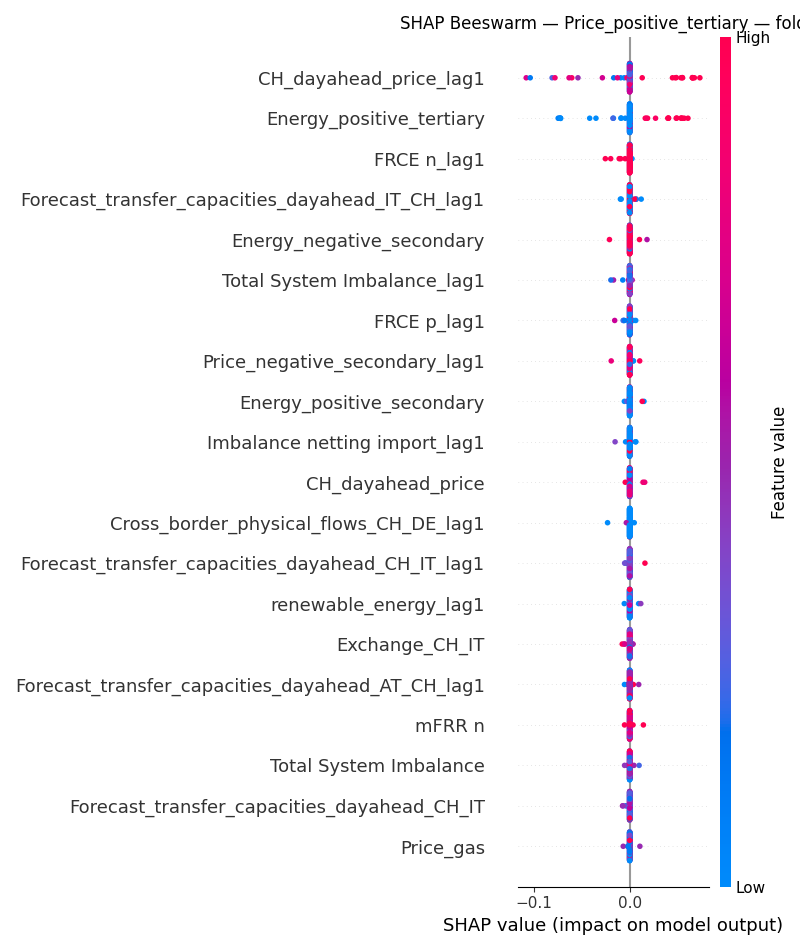 SHAP Beeswarm — Price_positive_tertiary — fold
High
CH_dayahead_price_lag1
Energy_positive_tertiary
FRCE n_lag1
Forecast_transfer_capacities_dayahead_IT_CH_lag1
Energy_negative_secondary
Total System Imbalance_lag1
FRCE p_lag1
Price_negative_secondary_lag1
Energy_positive_secondary
Imbalance netting import_lag1
CH_dayahead_price
Cross_border_physical_flows_CH_DE_lag1
Forecast_transfer_capacities_dayahead_CH_IT_lag1
renewable_energy_lag1
Exchange_CH_IT
Forecast_transfer_capacities_dayahead_AT_CH_lag1
mFRR n
Total System Imbalance
Forecast_transfer_capacities_dayahead_CH_IT
Price_gas
Feature value
Low
−0.1 0.0
SHAP value (impact on model output)